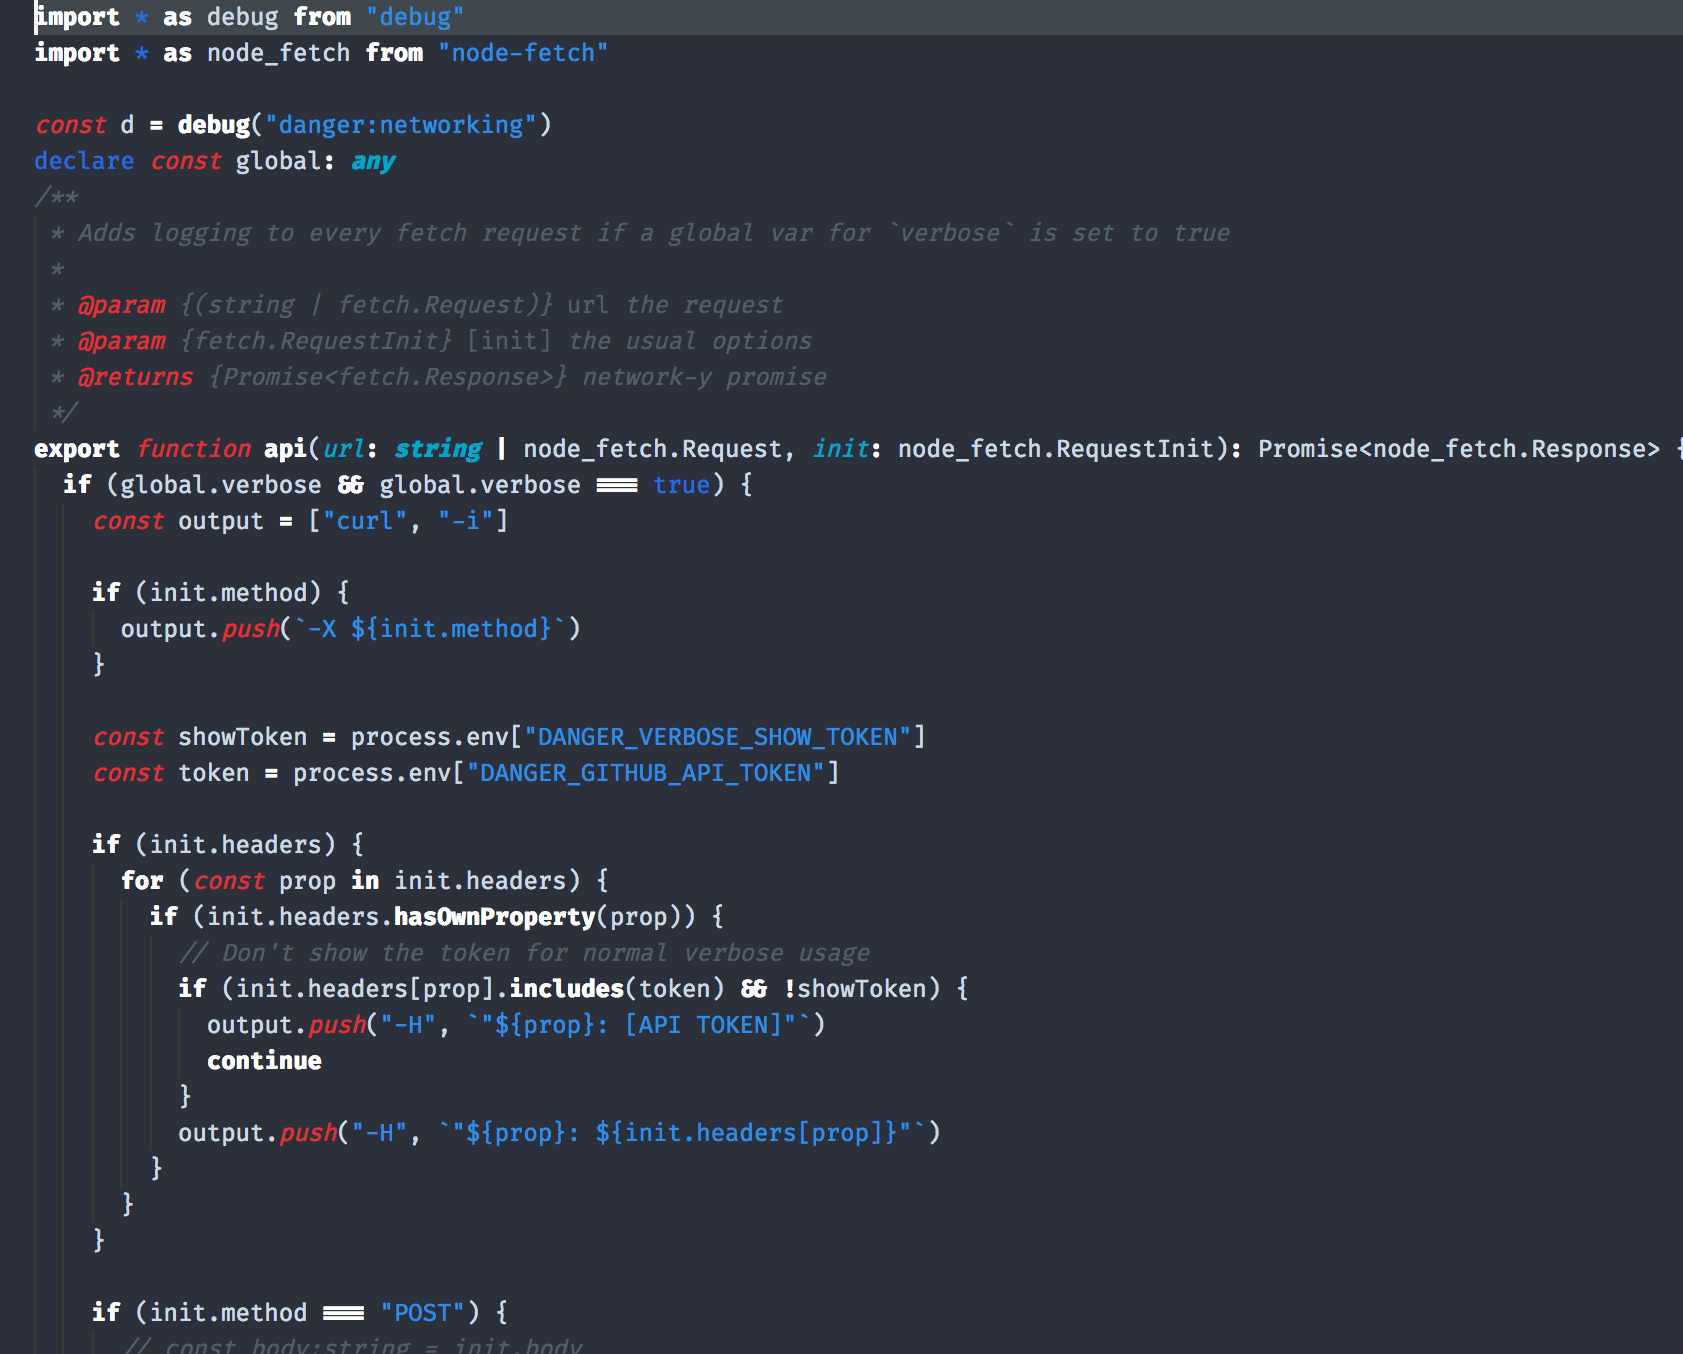 import * as debug from "debug"
import * as node_fetch from "node-fetch"

const d = debug("danger:networking")
declare const global: any
/**
 * Adds logging to every fetch request if a global var for `verbose` is set to true
 *
 * @param {(string | fetch.Request)} url the request
 * @param {fetch.RequestInit} [init] the usual options
 * @returns {Promise<fetch.Response>} network-y promise
 */
export function api(url: string | node_fetch.Request, init: node_fetch.RequestInit): Promise<node_fetch.Response> {
  if (global.verbose && global.verbose === true) {
    const output = ["curl", "-i"]

    if (init.method) {
      output.push(`-X ${init.method}`)
    }

    const showToken = process.env["DANGER_VERBOSE_SHOW_TOKEN"]
    const token = process.env["DANGER_GITHUB_API_TOKEN"]

    if (init.headers) {
      for (const prop in init.headers) {
        if (init.headers.hasOwnProperty(prop)) {
          // Don't show the token for normal verbose usage
          if (init.headers[prop].includes(token) && !showToken) {
            output.push("-H", `"${prop}: [API TOKEN]"`)
            continue
          }
          output.push("-H", `"${prop}: ${init.headers[prop]}"`)
        }
      }
    }

    if (init.method === "POST") {
      // const body:string = init.body